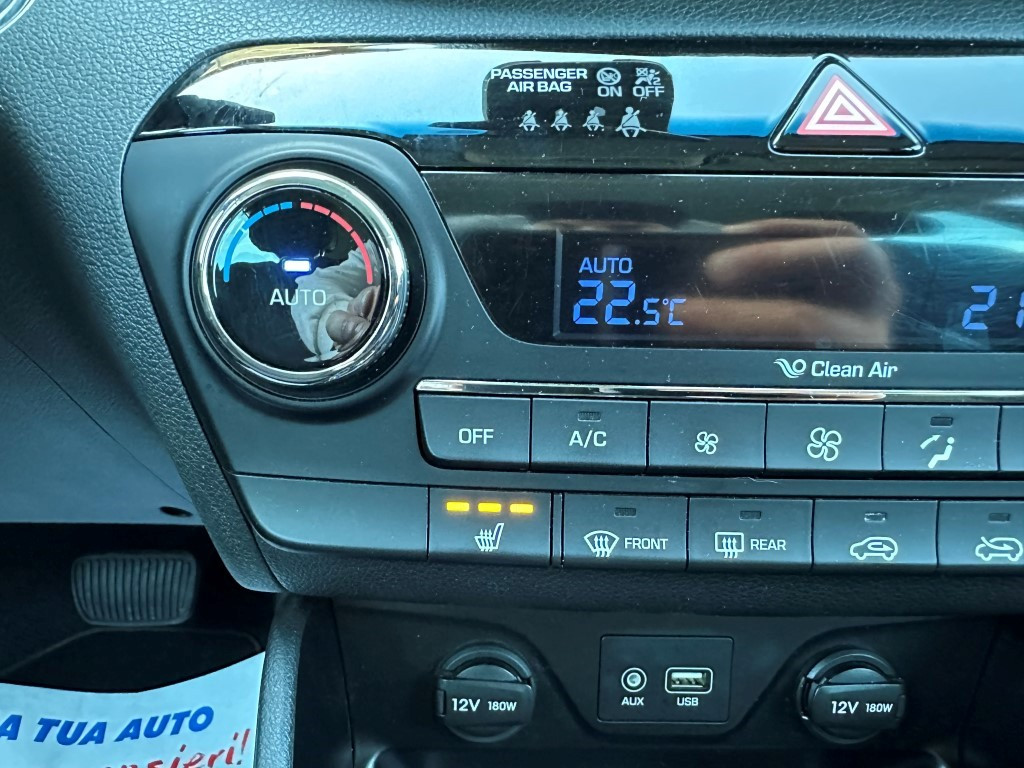 PASSENGER
AIR BAG ON OFF
AUTO
AUTO
22.5°C
21
Clean Air
OFF A/C
FRONT REAR
AUX USB
12V 180W
12V 180W
A TUA AUTO